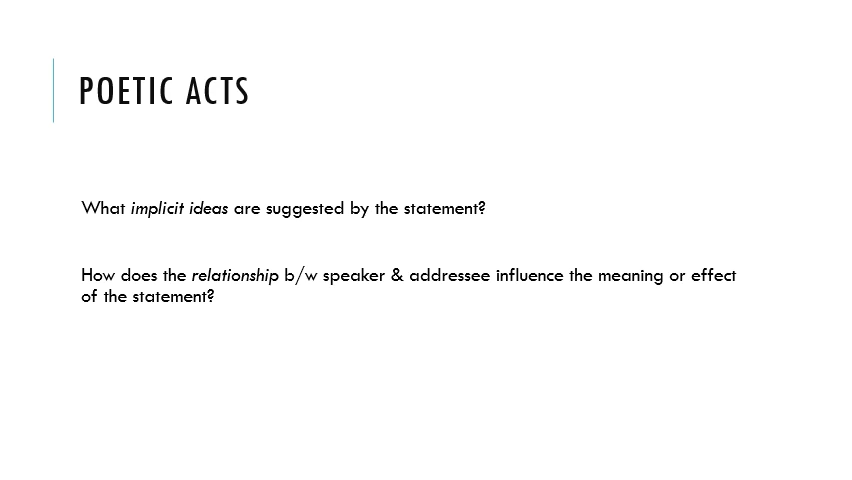 POETIC ACTS
What implicit ideas are suggested by the statement?
How does the relationship b/w speaker & addressee influence the meaning or effect
of the statement?